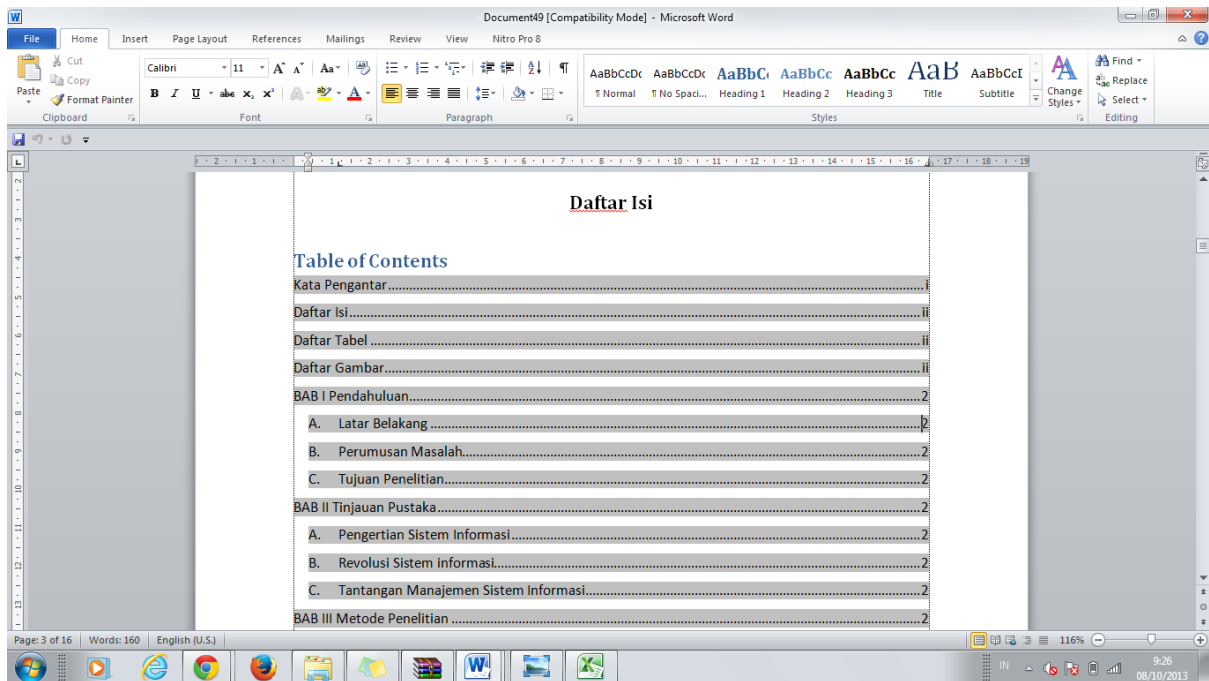 Document49 [Compatibility Mode] - Microsoft Word
File Home Insert Page Layout References Mailings Review View Nitro Pro 8
Cut
Copy
Format Painter
Paste
Calibri 11
AaBbCcDc AaBbCcDc AaBbC AaBbCc AaBbCc AaB AaBbCcI
¶ Normal ¶ No Spaci... Heading 1 Heading 2 Heading 3 Title Subtitle
Change Styles
Find
Replace
Select
Clipboard Font Paragraph Styles Editing
Daftar Isi
Table of Contents
Kata Pengantar i
Daftar Isi ii
Daftar Tabel ii
Daftar Gambar ii
BAB I Pendahuluan 2
A. Latar Belakang 2
B. Perumusan Masalah 2
C. Tujuan Penelitian 2
BAB II Tinjauan Pustaka 2
A. Pengertian Sistem Informasi 2
B. Revolusi Sistem informasi 2
C. Tantangan Manajemen Sistem Informasi 2
BAB III Metode Penelitian 2
Page: 3 of 16 Words: 160 English (U.S.) 116%
IN 9:26
08/10/2013